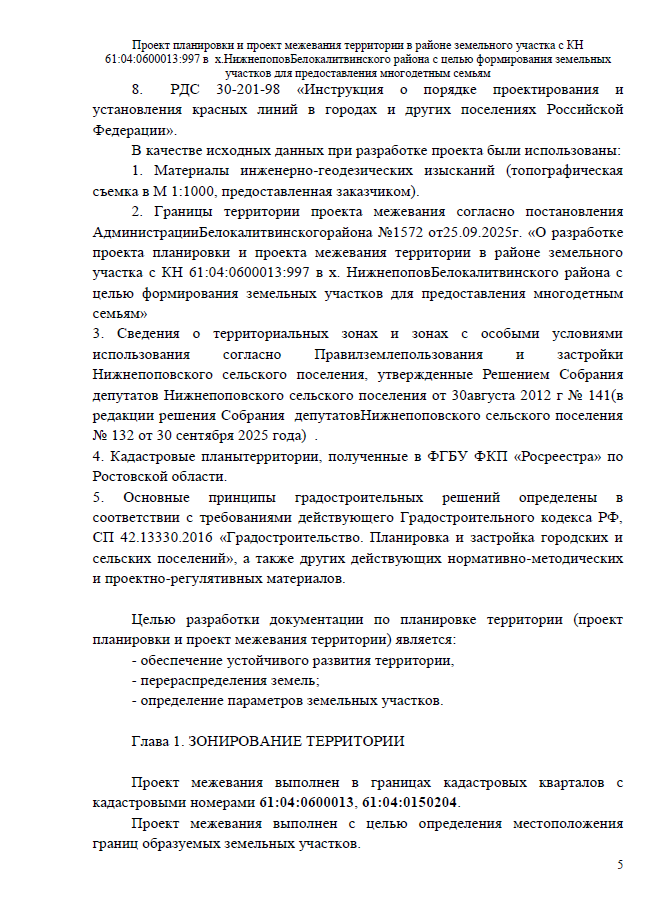 Проект планировки и проект межевания территории в районе земельного участка с КН
61:04:0600013:997 в  х.НижнепоповБелокалитвинского района с целью формирования земельных
участков для предоставления многодетным семьям
8. РДС 30-201-98 «Инструкция о порядке проектирования и
установления красных линий в городах и других поселениях Российской
Федерации».
В качестве исходных данных при разработке проекта были использованы:
1. Материалы инженерно-геодезических изысканий (топографическая
съемка в М 1:1000, предоставленная заказчиком).
2. Границы территории проекта межевания согласно постановления
АдминистрацииБелокалитвинскогорайона №1572 от25.09.2025г. «О разработке
проекта планировки и проекта межевания территории в районе земельного
участка с КН 61:04:0600013:997 в х. НижнепоповБелокалитвинского района с
целью формирования земельных участков для предоставления многодетным
семьям»
3. Сведения о территориальных зонах и зонах с особыми условиями
использования согласно Правилземлепользования и застройки
Нижнепоповского сельского поселения, утвержденные Решением Собрания
депутатов Нижнепоповского сельского поселения от 30августа 2012 г № 141(в
редакции решения Собрания  депутатовНижнепоповского сельского поселения
№ 132 от 30 сентября 2025 года)  .
4. Кадастровые планытерритории, полученные в ФГБУ ФКП «Росреестра» по
Ростовской области.
5. Основные принципы градостроительных решений определены в
соответствии с требованиями действующего Градостроительного кодекса РФ,
СП 42.13330.2016 «Градостроительство. Планировка и застройка городских и
сельских поселений», а также других действующих нормативно-методических
и проектно-регулятивных материалов.
Целью разработки документации по планировке территории (проект
планировки и проект межевания территории) является:
- обеспечение устойчивого развития территории,
- перераспределения земель;
- определение параметров земельных участков.
Глава 1. ЗОНИРОВАНИЕ ТЕРРИТОРИИ
Проект межевания выполнен в границах кадастровых кварталов с
кадастровыми номерами 61:04:0600013, 61:04:0150204.
Проект межевания выполнен с целью определения местоположения
границ образуемых земельных участков.
5